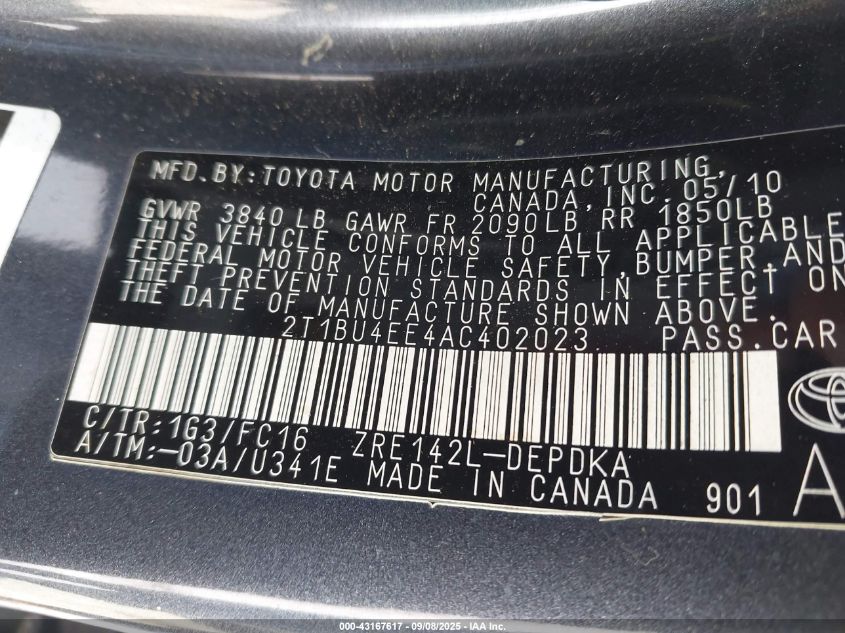 MFD. BY: TOYOTA MOTOR MANUFACTURING,
CANADA, INC. 05/10
GVWR 3840 LB GAWR FR 2090LB, RR 1850LB
THIS VEHICLE CONFORMS TO ALL APPLICABLE
FEDERAL MOTOR VEHICLE SAFETY, BUMPER, AND
THEFT PREVENTION STANDARDS IN EFFECT ON
THE DATE OF MANUFACTURE SHOWN ABOVE.
2T1BU4EE4AC402023 PASS. CAR
C/TR: 1G3/FC16 ZRE142L-DEPDKA
A/TM: -03A/U341E MADE IN CANADA 901 A
000-43167617 - 09/08/2025 - IAA Inc.